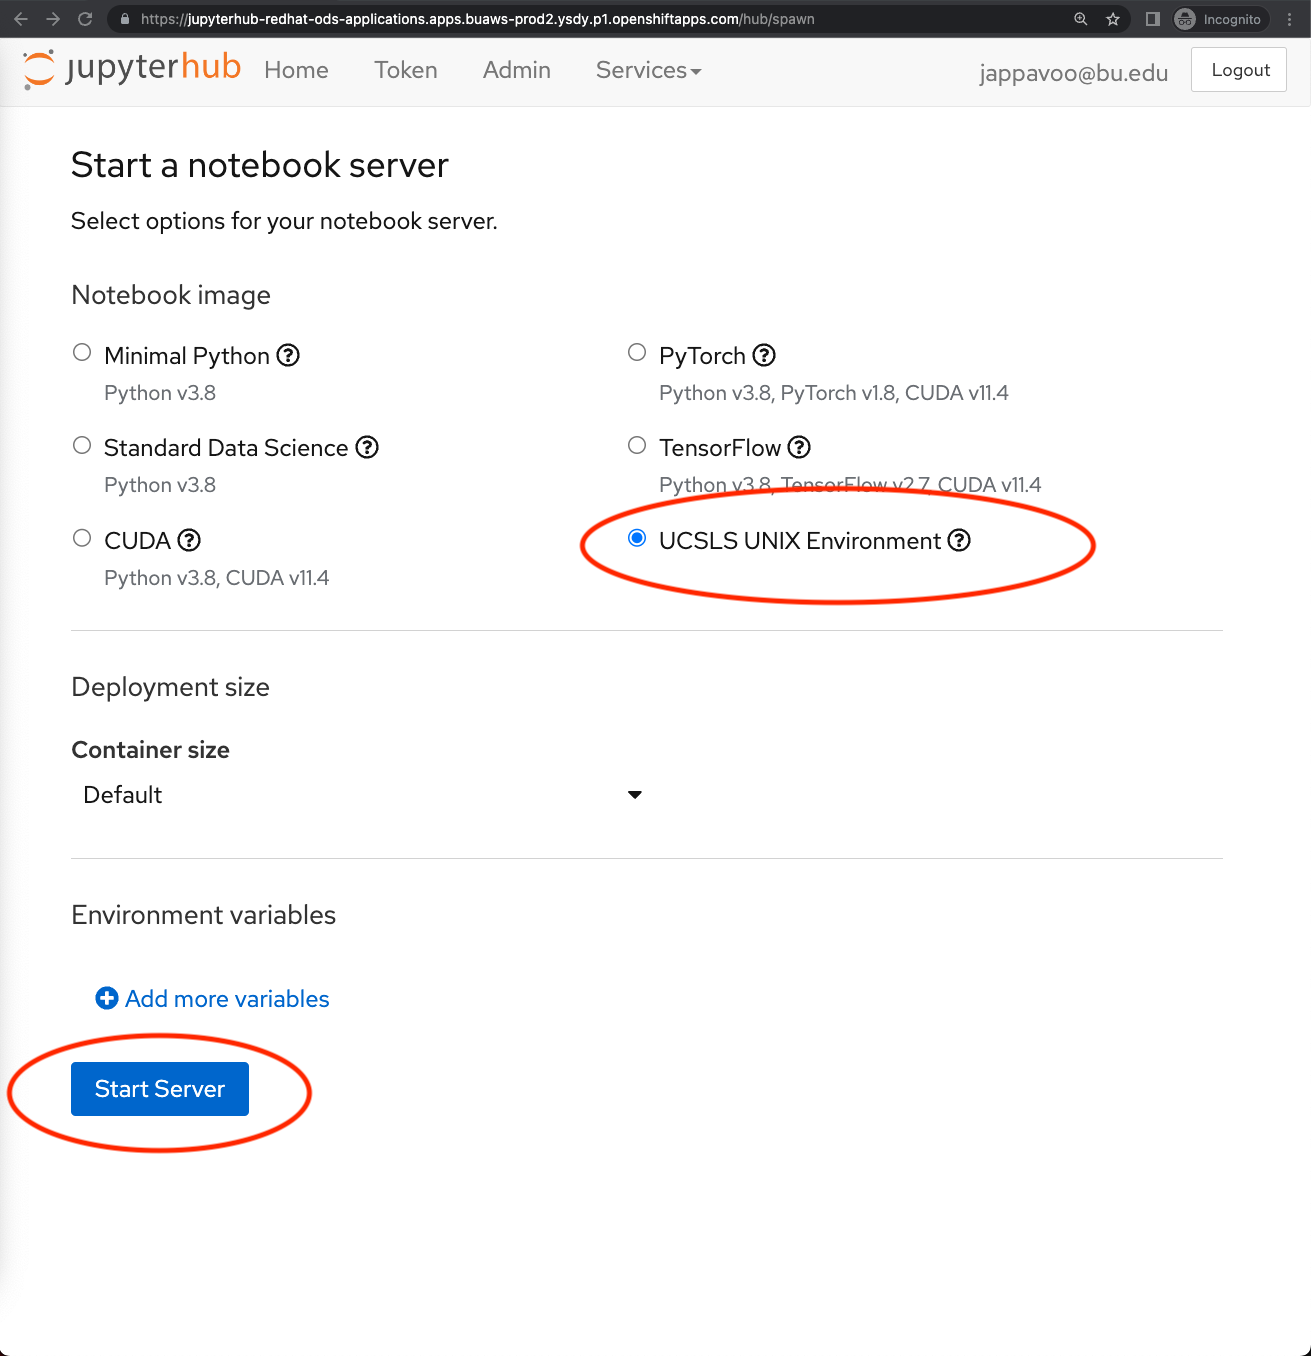 https://jupyterhub-redhat-ods-applications.apps.buaws-prod2.ysdy.p1.openshiftapps.com/hub/spawn Incognito
jupyterhub Home Token Admin Services jappavoo@bu.edu Logout
Start a notebook server
Select options for your notebook server.
Notebook image
Minimal Python PyTorch
Python v3.8 Python v3.8, PyTorch v1.8, CUDA v11.4
Standard Data Science TensorFlow
Python v3.8 Python v3.8, TensorFlow v2.7, CUDA v11.4
CUDA UCSLS UNIX Environment
Python v3.8, CUDA v11.4
Deployment size
Container size
Default
Environment variables
Add more variables
Start Server